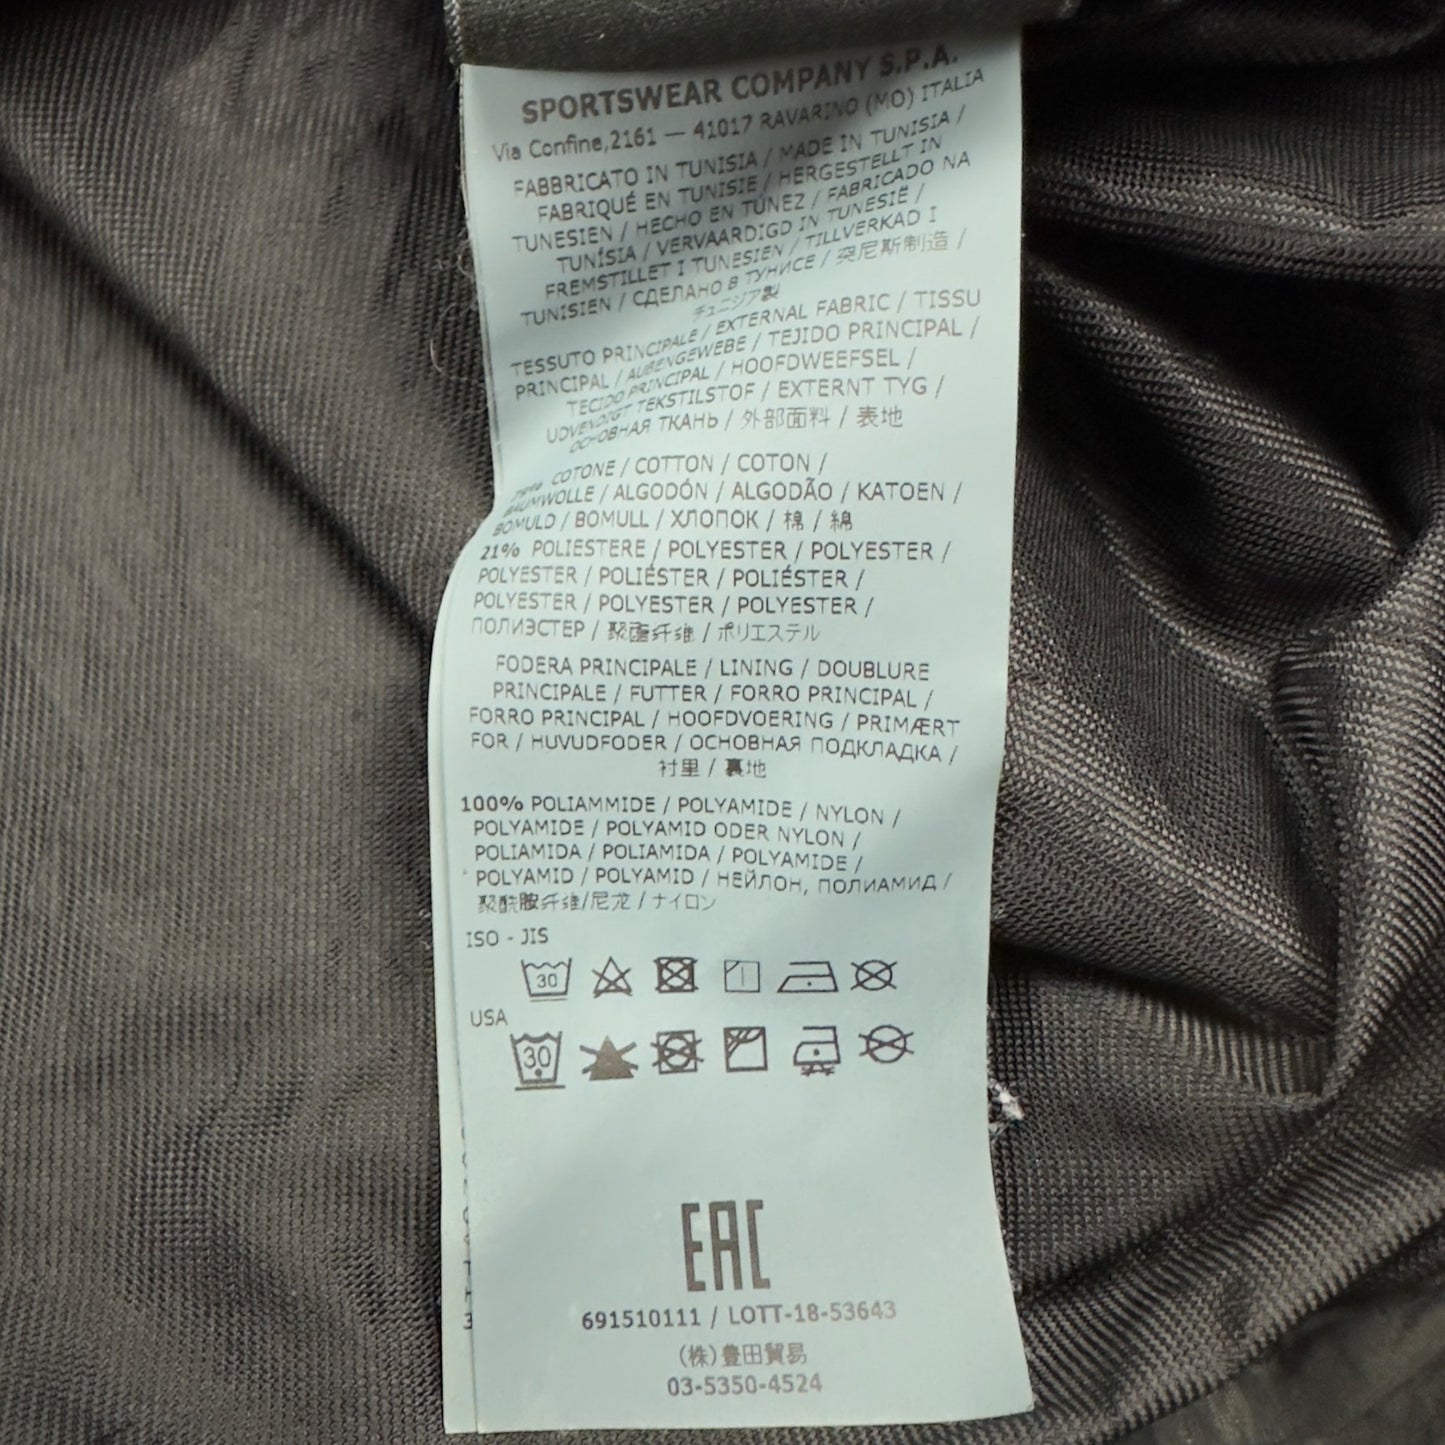 SPORTSWEAR COMPANY S.P.A.
Via Confine,2161 — 41017 RAVARINO (MO) ITALIA
FABBRICATO IN TUNISIA / MADE IN TUNISIA /
FABRIQUÉ EN TUNISIE / HERGESTELLT IN
TUNESIEN / HECHO EN TÚNEZ / FABRICADO NA
TUNÍSIA / VERVAARDIGD IN TUNESIË /
FREMSTILLET I TUNESIEN / TILLVERKAD I
TUNISIEN / СДЕЛАНО В ТУНИСЕ / 突尼斯制造 /
チュニジア製
TESSUTO PRINCIPALE / EXTERNAL FABRIC / TISSU
PRINCIPAL / AUßENGEWEBE / TEJIDO PRINCIPAL /
TECIDO PRINCIPAL / HOOFDWEEFSEL /
UDVENDIGT TEKSTILSTOF / EXTERNT TYG /
ОСНОВНАЯ ТКАНЬ / 外部面料 / 表地
79% COTONE / COTTON / COTON /
BAUMWOLLE / ALGODÓN / ALGODÃO / KATOEN /
BOMULD / BOMULL / ХЛОПОК / 棉 / 綿
21% POLIESTERE / POLYESTER / POLYESTER /
POLYESTER / POLIÉSTER / POLIÉSTER /
POLYESTER / POLYESTER / POLYESTER /
ПОЛИЭСТЕР / 聚酯纤维 / ポリエステル
FODERA PRINCIPALE / LINING / DOUBLURE
PRINCIPALE / FUTTER / FORRO PRINCIPAL /
FORRO PRINCIPAL / HOOFDVOERING / PRIMÆRT
FOR / HUVUDFODER / ОСНОВНАЯ ПОДКЛАДКА /
衬里 / 裏地
100% POLIAMMIDE / POLYAMIDE / NYLON /
POLYAMIDE / POLYAMID ODER NYLON /
POLIAMIDA / POLIAMIDA / POLYAMIDE /
POLYAMID / POLYAMID / НЕЙЛОН, ПОЛИАМИД /
聚酰胺纤维/尼龙 / ナイロン
ISO - JIS
30
USA
30
EAC
691510111 / LOTT-18-53643
(株)豊田貿易
03-5350-4524